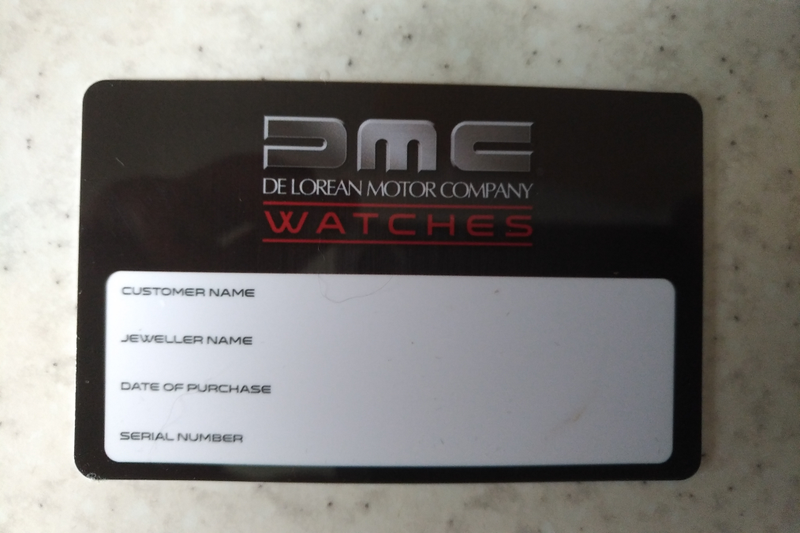 DMC
DE LOREAN MOTOR COMPANY
WATCHES
CUSTOMER NAME
JEWELLER NAME
DATE OF PURCHASE
SERIAL NUMBER